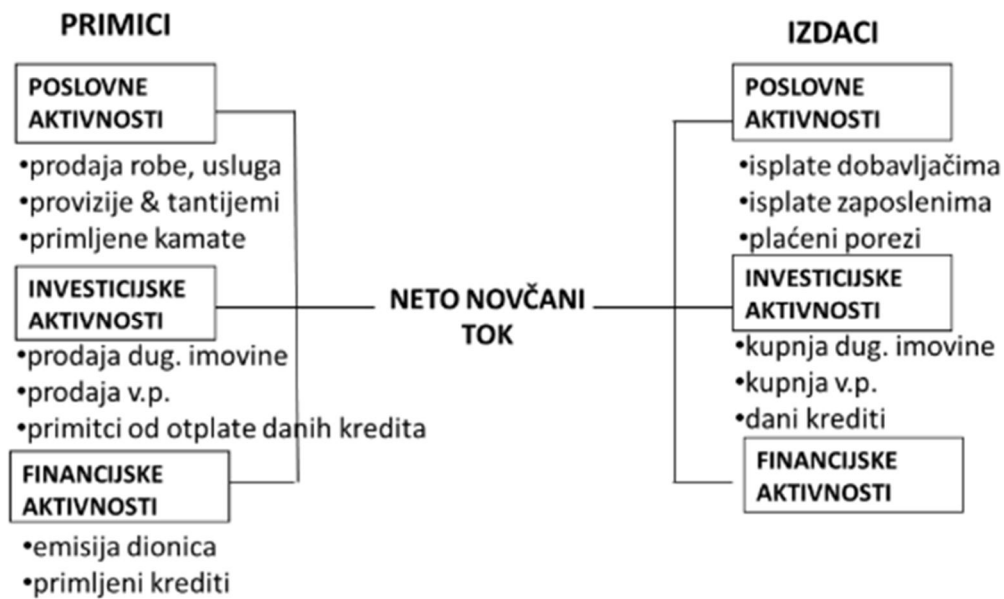 PRIMICI
POSLOVNE
AKTIVNOSTI
•prodaja robe, usluga
•provizije & tantijemi
•primljene kamate
INVESTICIJSKE
AKTIVNOSTI
•prodaja dug. imovine
•prodaja v.p.
•primitci od otplate danih kredita
FINANCIJSKE
AKTIVNOSTI
•emisija dionica
•primljeni krediti
NETO NOVČANI
TOK
IZDACI
POSLOVNE
AKTIVNOSTI
•isplate dobavljačima
•isplate zaposlenima
•plaćeni porezi
INVESTICIJSKE
AKTIVNOSTI
•kupnja dug. imovine
•kupnja v.p.
•dani krediti
FINANCIJSKE
AKTIVNOSTI